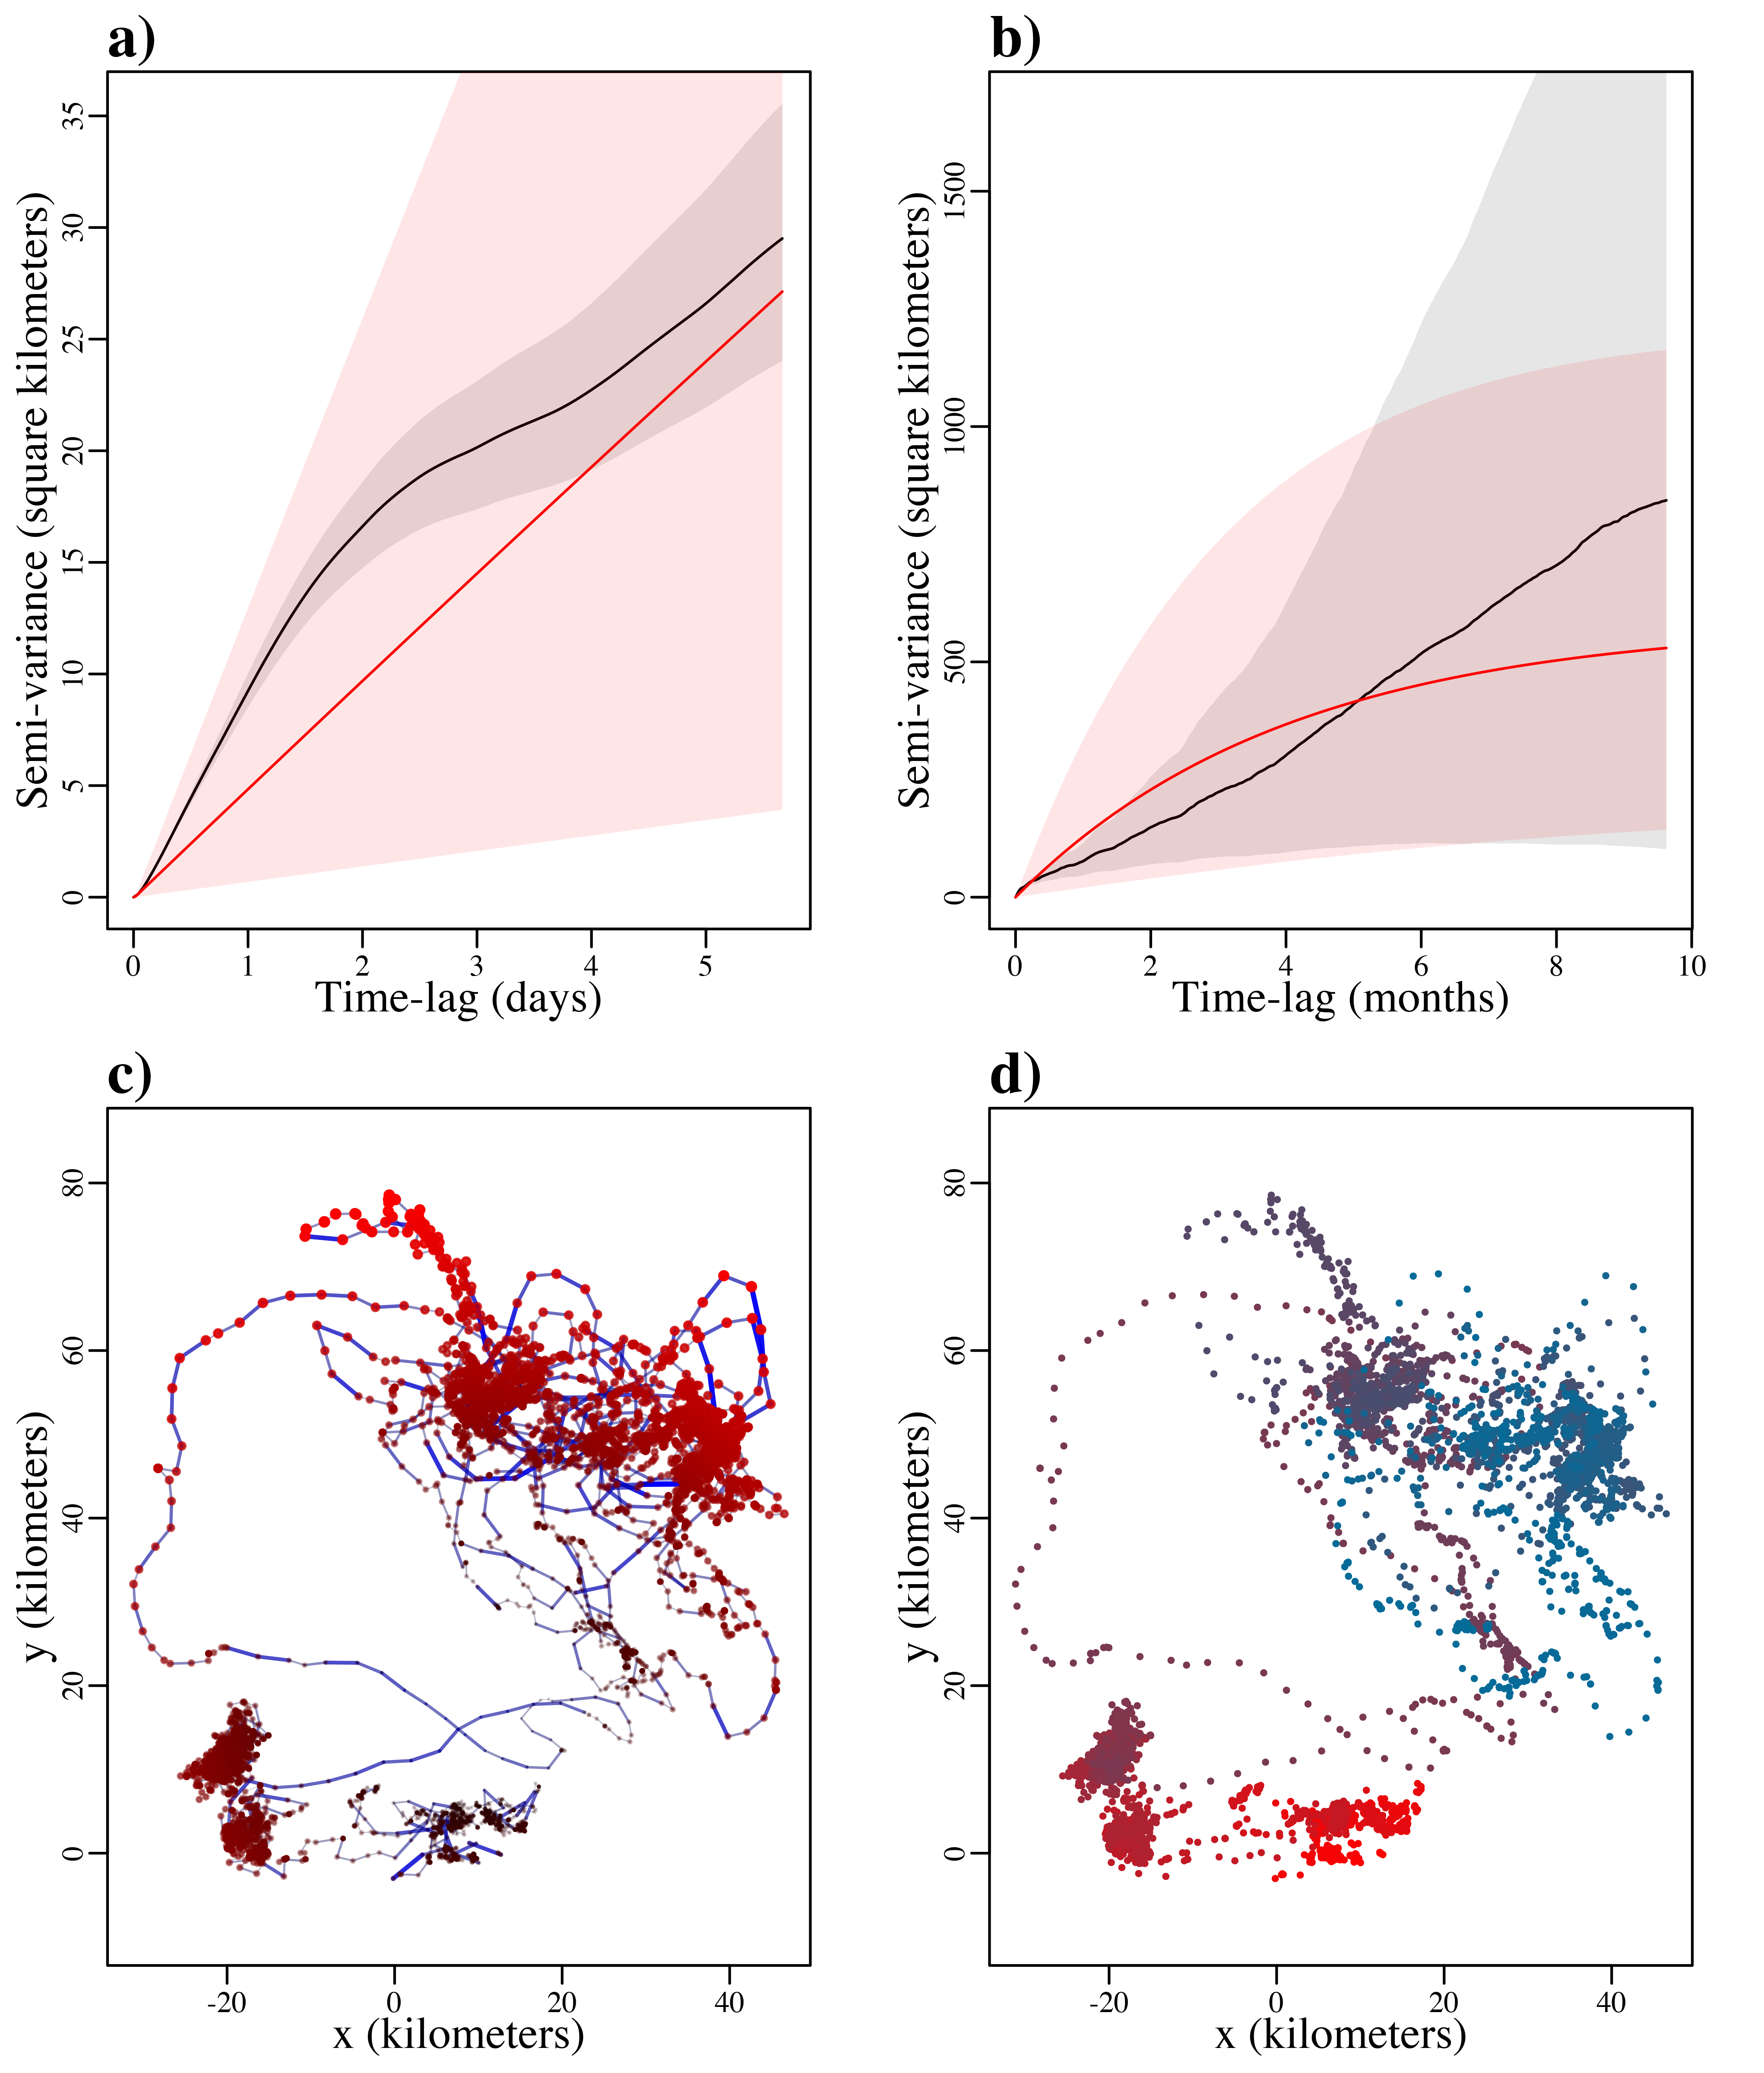 a)
Semi-variance (square kilometers)
35
30
25
20
15
10
5
0
0 1 2 3 4 5
Time-lag (days)
b)
Semi-variance (square kilometers)
1500
1000
500
0
0 2 4 6 8 10
Time-lag (months)
c)
y (kilometers)
80
60
40
20
0
-20 0 20 40
x (kilometers)
d)
y (kilometers)
80
60
40
20
0
-20 0 20 40
x (kilometers)